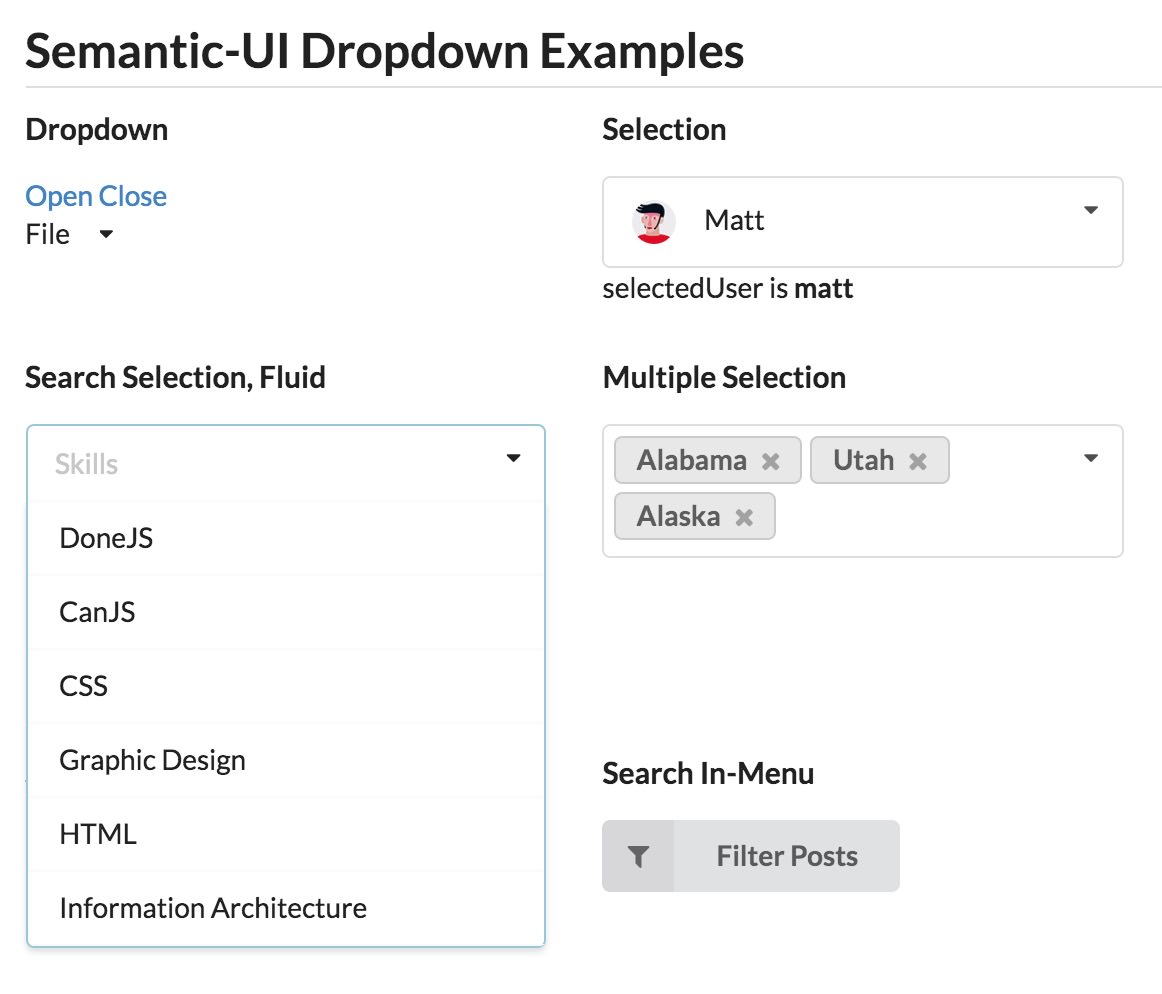 Semantic-UI Dropdown Examples
Dropdown
Open Close
File
Selection
Matt
selectedUser is matt
Search Selection, Fluid
Skills
DoneJS
CanJS
CSS
Graphic Design
HTML
Information Architecture
Multiple Selection
Alabama Utah
Alaska
Search In-Menu
Filter Posts